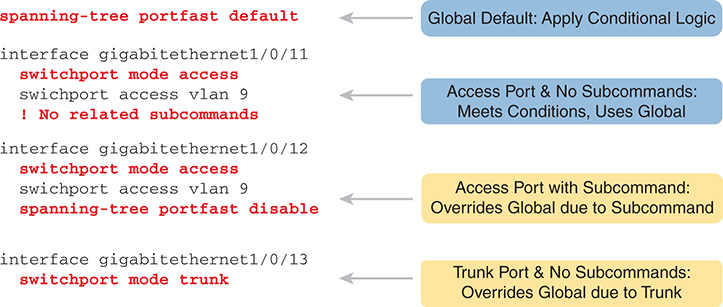 spanning-tree portfast default
Global Default: Apply Conditional Logic
interface gigabitethernet1/0/11
switchport mode access
swichport access vlan 9
! No related subcommands
Access Port & No Subcommands:
Meets Conditions, Uses Global
interface gigabitethernet1/0/12
switchport mode access
swichport access vlan 9
spanning-tree portfast disable
Access Port with Subcommand:
Overrides Global due to Subcommand
interface gigabitethernet1/0/13
switchport mode trunk
Trunk Port & No Subcommands:
Overrides Global due to Trunk